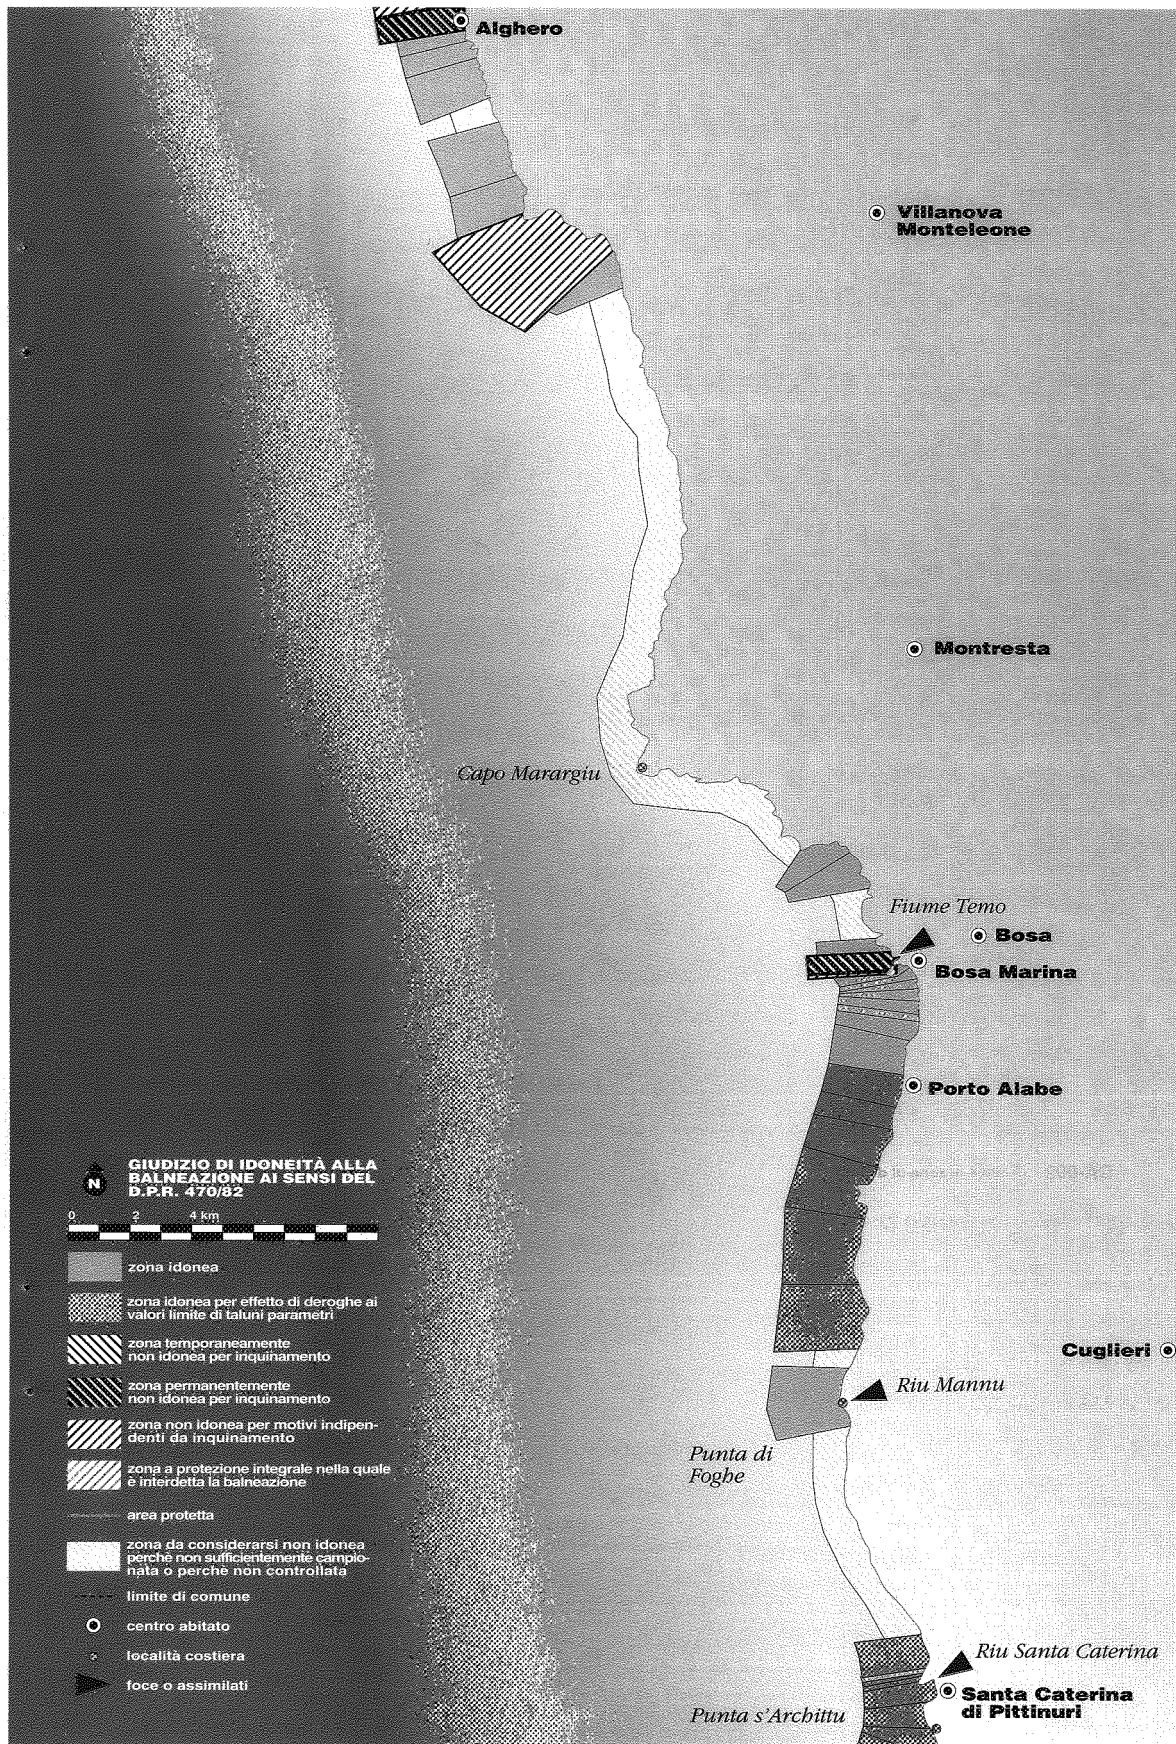 Alghero
Villanova
Monteleone
Montresta
Capo Marargiu
Fiume Temo
Bosa
Bosa Marina
Porto Alabe
GIUDIZIO DI IDONEITÀ ALLA
BALNEAZIONE AI SENSI DEL
D.P.R. 470/82
N
0 2 4 km
zona idonea
zona idonea per effetto di deroghe ai
valori limite di taluni parametri
zona temporaneamente
non idonea per inquinamento
zona permanentemente
non idonea per inquinamento
zona non idonea per motivi indipen-
denti da inquinamento
zona a protezione integrale nella quale
è interdetta la balneazione
area protetta
zona da considerarsi non idonea
perchè non sufficientemente campio-
nata o perchè non controllata
limite di comune
centro abitato
località costiera
foce o assimilati
Cuglieri
Riu Mannu
Punta di
Foghe
Riu Santa Caterina
Santa Caterina
di Pittinuri
Punta s'Archittu